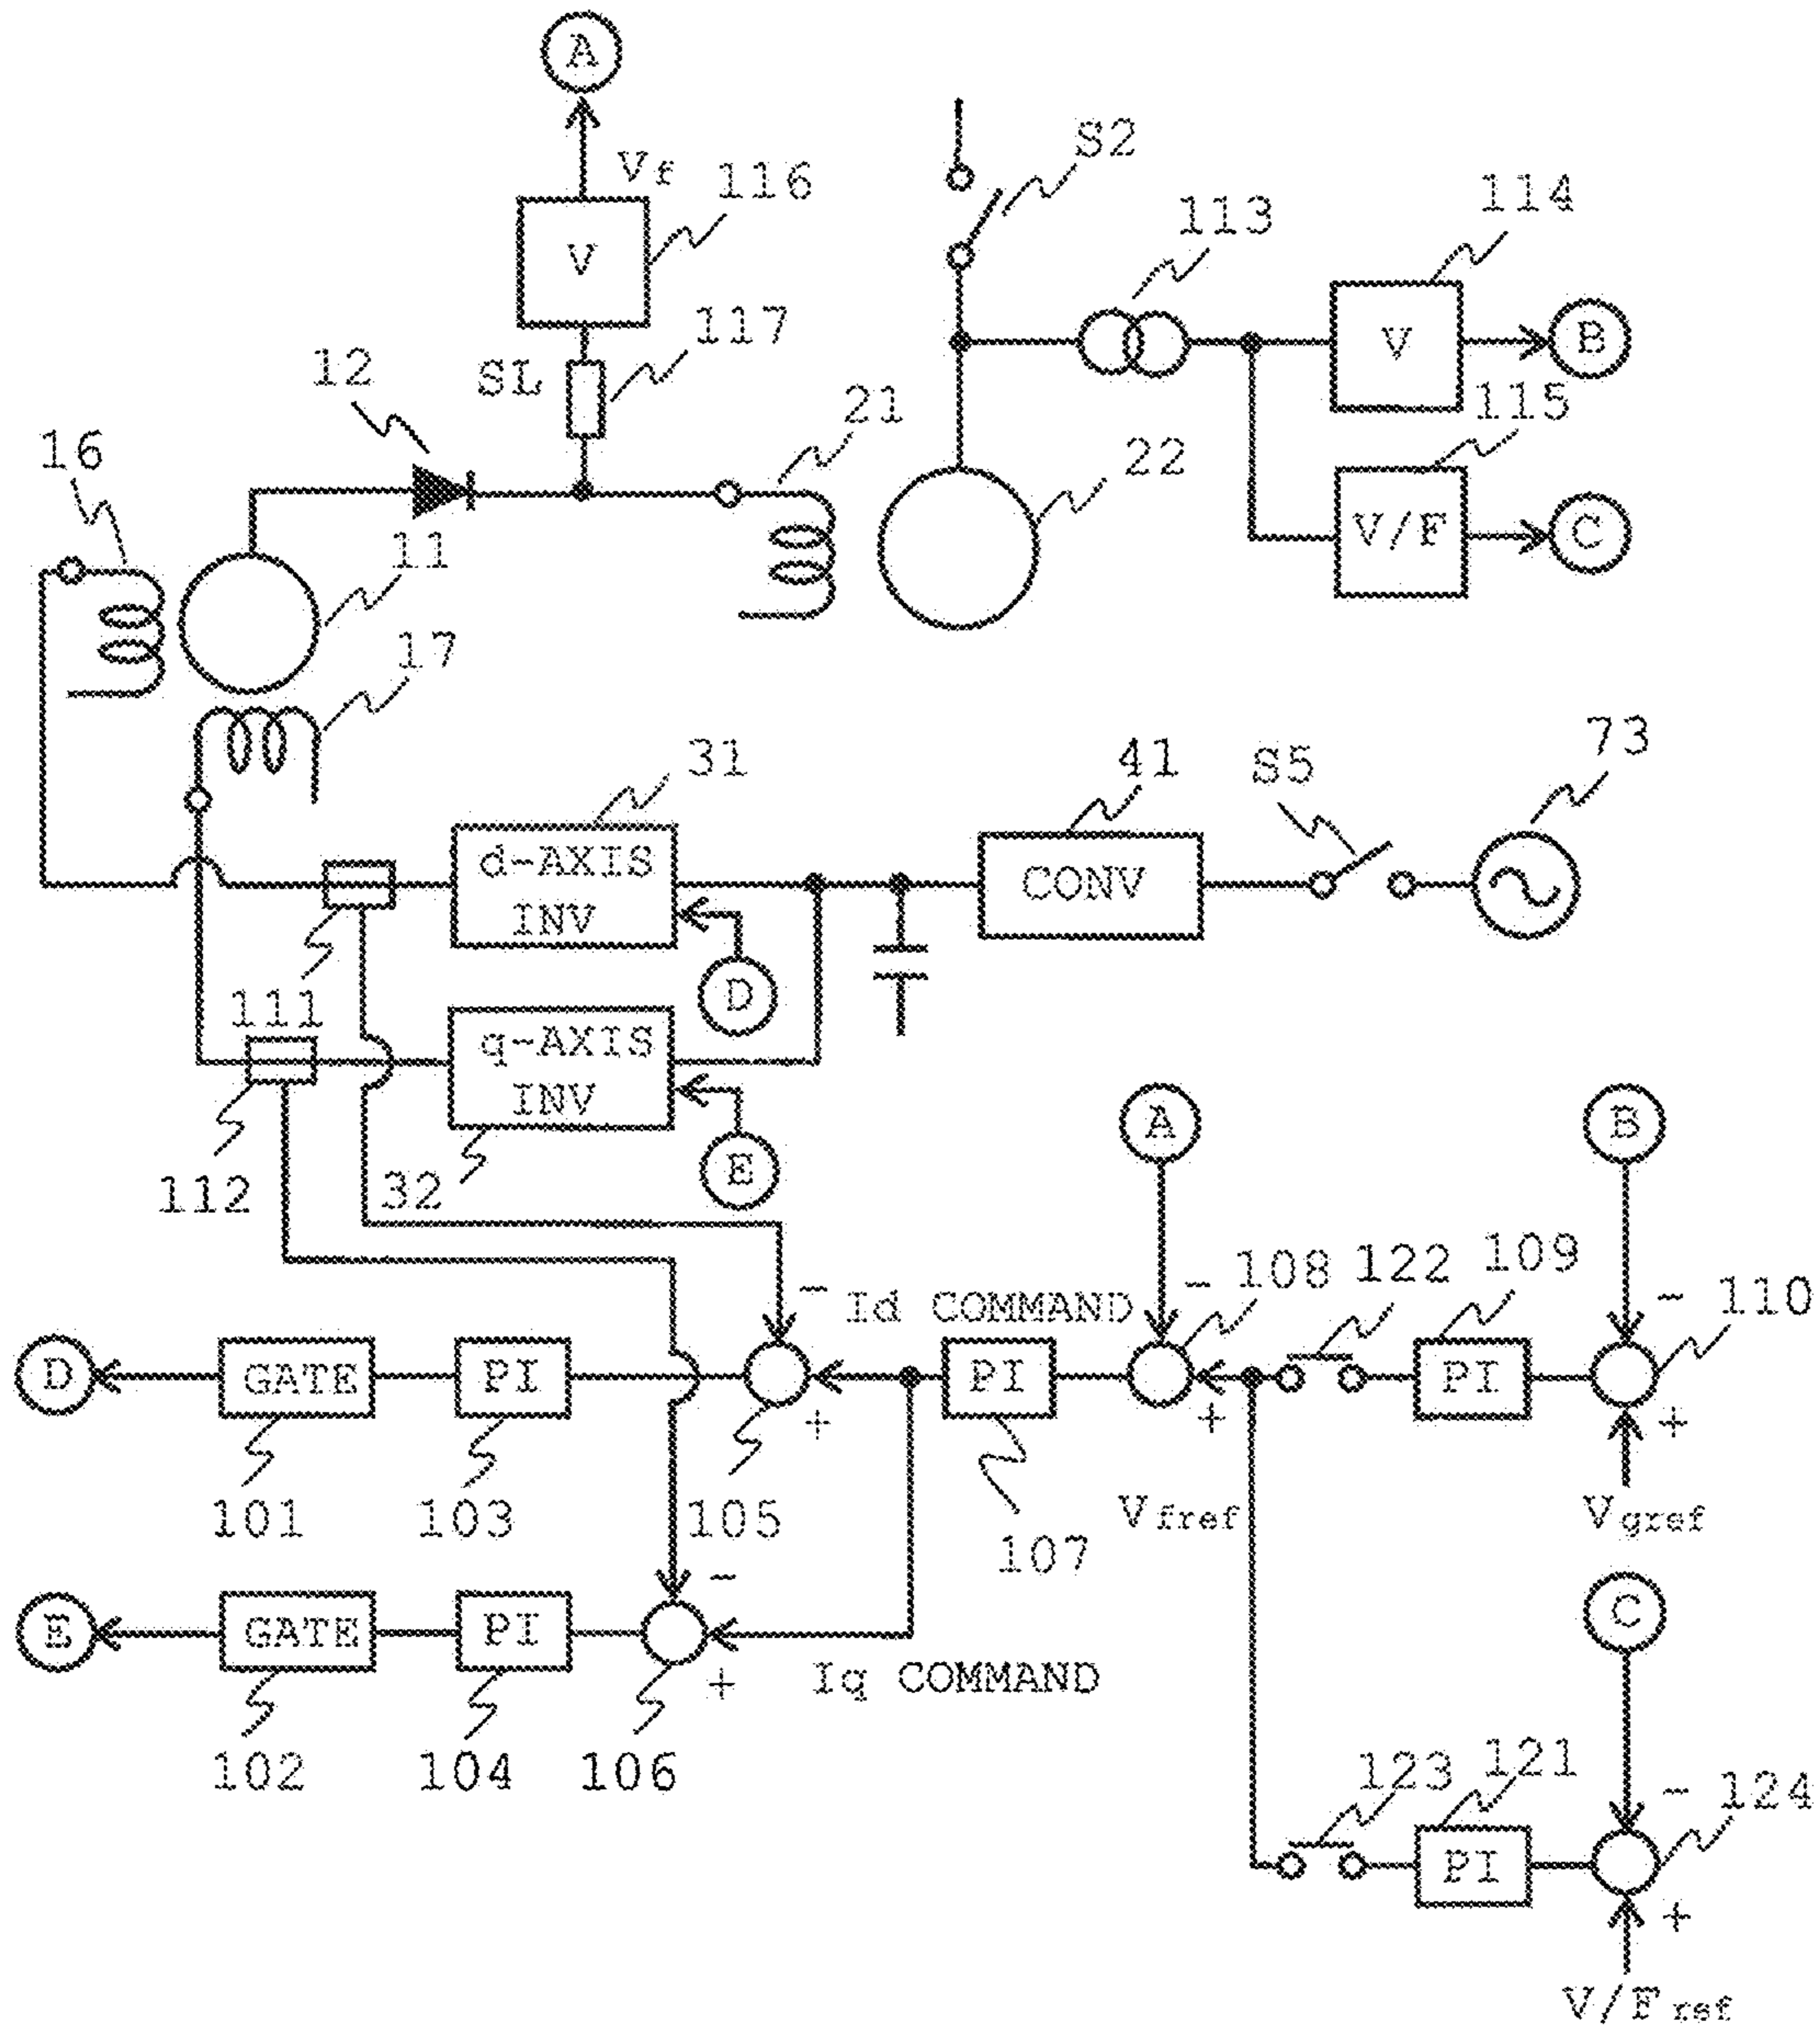 A
Vf
116
S2
113
114
V
V
B
SL
117
12
21
115
16
22
V/F
C
11
17
31
41
S5
73
d-AXIS
INV
CONV
D
111
q-AXIS
INV
112
32
E
A
B
- Id COMMAND
- 108
122
109
- 110
D
GATE
PI
PI
PI
+
+
+
101
103
105
107
Vfref
Vgref
-
C
E
GATE
PI
+
Iq COMMAND
102
104
106
123
121
- 124
PI
+
V/Fref